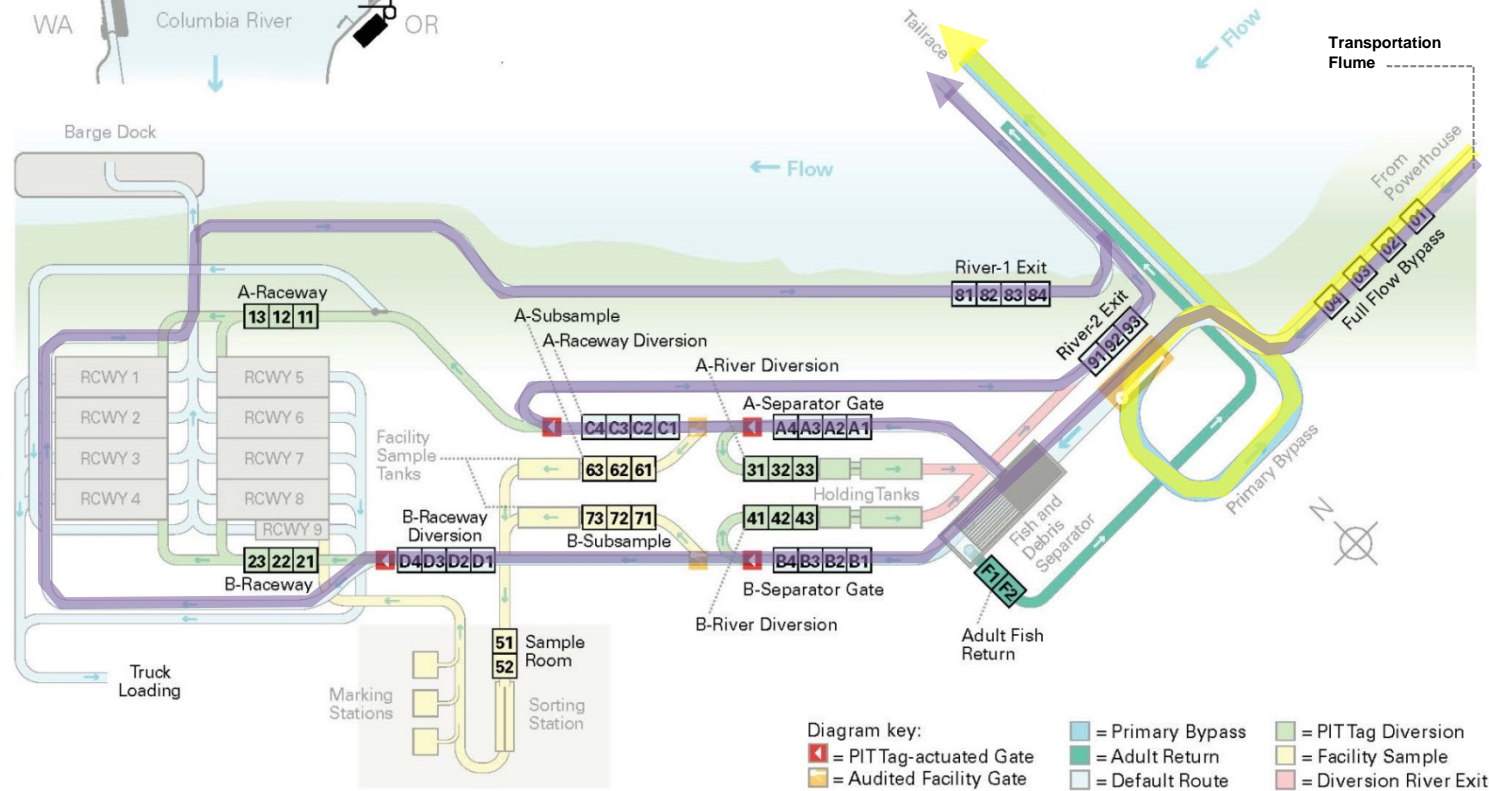 WA
Columbia River
OR
Tailrace
Flow
Transportation
Flume
Barge Dock
Flow
From
Powerhouse
01
02
03
04
Full Flow Bypass
River-1 Exit
81 82 83 84
A-Raceway
13 12 11
A-Subsample
A-Raceway Diversion
River-2 Exit
91 92 93
A-River Diversion
RCWY 1
RCWY 5
RCWY 2
RCWY 6
RCWY 3
RCWY 7
RCWY 4
RCWY 8
RCWY 9
A-Separator Gate
C4 C3 C2 C1
A4 A3 A2 A1
Facility
Sample
Tanks
63 62 61
31 32 33
Holding Tanks
Primary Bypass
N
73 72 71
41 42 43
B-Raceway
Diversion
B-Subsample
Fish and
Debris
Separator
23 22 21
B-Raceway
D4 D3 D2 D1
B4 B3 B2 B1
B-Separator Gate
F1 F2
B-River Diversion
Adult Fish
Return
51
52
Sample
Room
Truck
Loading
Marking
Stations
Sorting
Station
Diagram key:
= PIT Tag-actuated Gate
= Audited Facility Gate
= Primary Bypass
= Adult Return
= Default Route
= PIT Tag Diversion
= Facility Sample
= Diversion River Exit